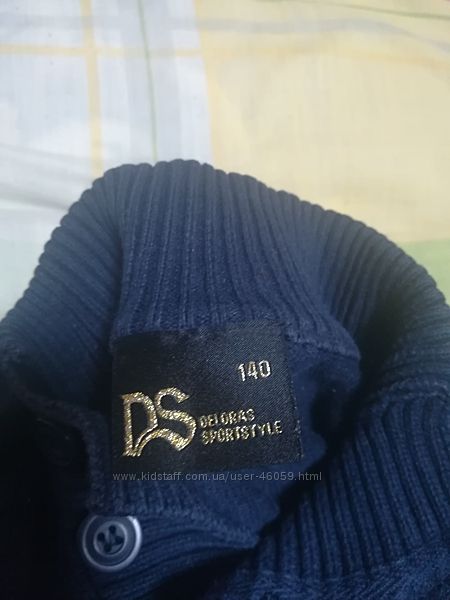 140
DS
DELORAS
SPORTSTYLE
www.kidstaff.com.ua/user-46059.html